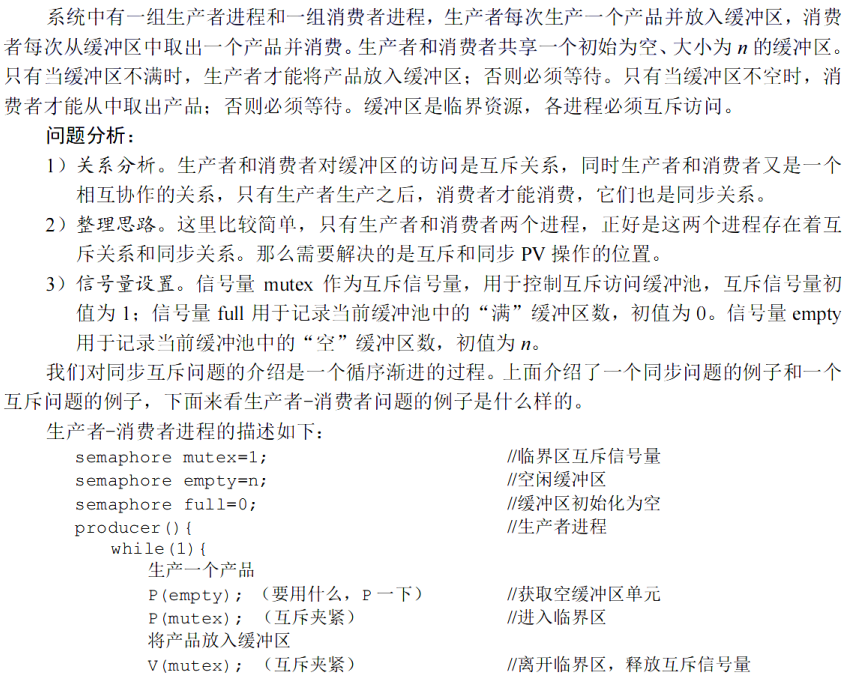 系统中有一组生产者进程和一组消费者进程，生产者每次生产一个产品并放入缓冲区，消费
者每次从缓冲区中取出一个产品并消费。生产者和消费者共享一个初始为空、大小为 n 的缓冲区。
只有当缓冲区不满时，生产者才能将产品放入缓冲区；否则必须等待。只有当缓冲区不空时，消
费者才能从中取出产品；否则必须等待。缓冲区是临界资源，各进程必须互斥访问。
问题分析：
1）关系分析。生产者和消费者对缓冲区的访问是互斥关系，同时生产者和消费者又是一个
相互协作的关系，只有生产者生产之后，消费者才能消费，它们也是同步关系。
2）整理思路。这里比较简单，只有生产者和消费者两个进程，正好是这两个进程存在着互
斥关系和同步关系。那么需要解决的是互斥和同步 PV 操作的位置。
3）信号量设置。信号量 mutex 作为互斥信号量，用于控制互斥访问缓冲池，互斥信号量初
值为 1；信号量 full 用于记录当前缓冲池中的“满”缓冲区数，初值为 0。信号量 empty
用于记录当前缓冲池中的“空”缓冲区数，初值为 n。
我们对同步互斥问题的介绍是一个循序渐进的过程。上面介绍了一个同步问题的例子和一个
互斥问题的例子，下面来看生产者-消费者问题的例子是什么样的。
生产者-消费者进程的描述如下：
semaphore mutex=1; //临界区互斥信号量
semaphore empty=n; //空闲缓冲区
semaphore full=0; //缓冲区初始化为空
producer(){ //生产者进程
while(1){
生产一个产品
P(empty); （要用什么，P 一下） //获取空缓冲区单元
P(mutex); （互斥夹紧） //进入临界区
将产品放入缓冲区
V(mutex); （互斥夹紧） //离开临界区，释放互斥信号量